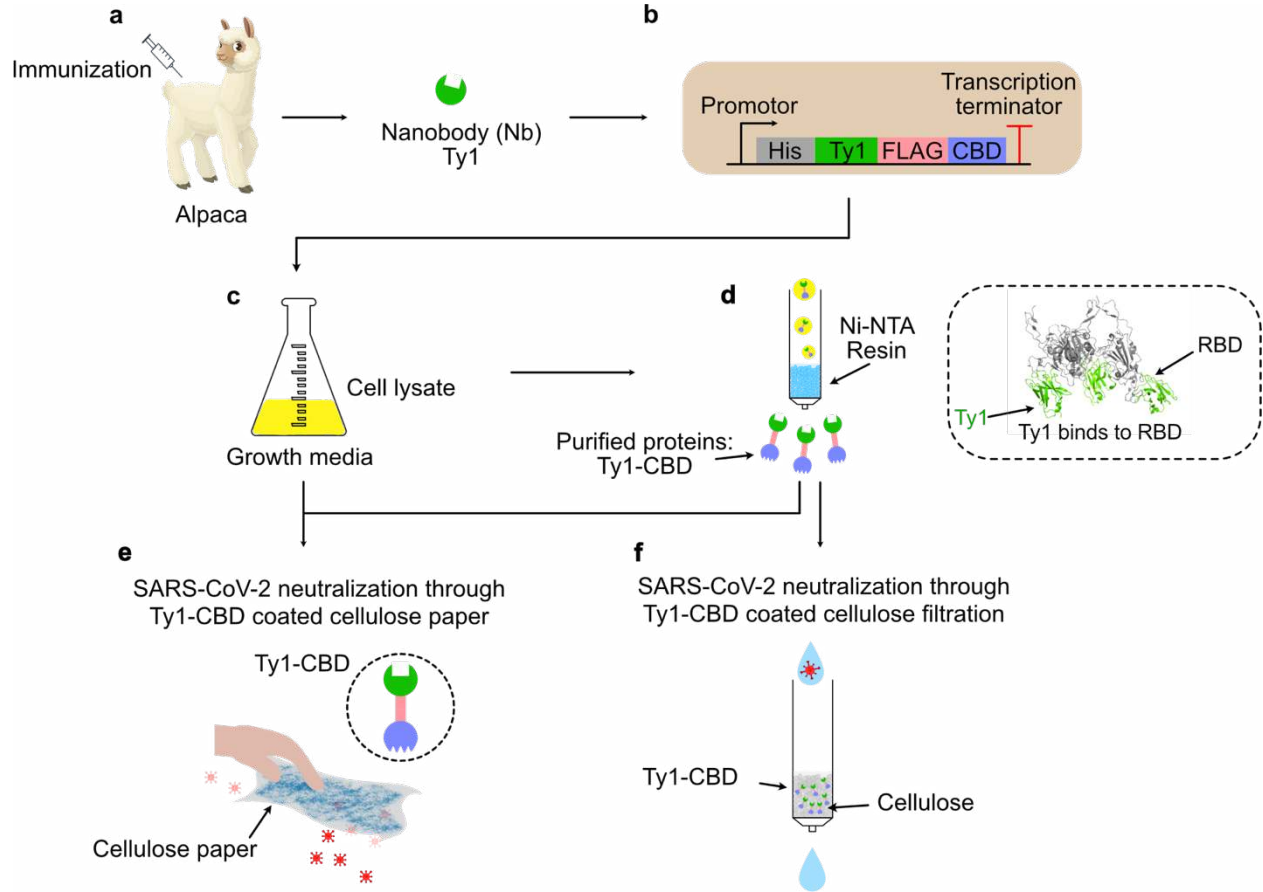 a
Immunization
Alpaca
Nanobody (Nb)
Ty1
b
Promotor
Transcription
terminator
His Ty1 FLAG CBD
c
Cell lysate
Growth media
d
Ni-NTA
Resin
Purified proteins:
Ty1-CBD
RBD
Ty1
Ty1 binds to RBD
e
SARS-CoV-2 neutralization through
Ty1-CBD coated cellulose paper
Ty1-CBD
Cellulose paper
f
SARS-CoV-2 neutralization through
Ty1-CBD coated cellulose filtration
Ty1-CBD
Cellulose